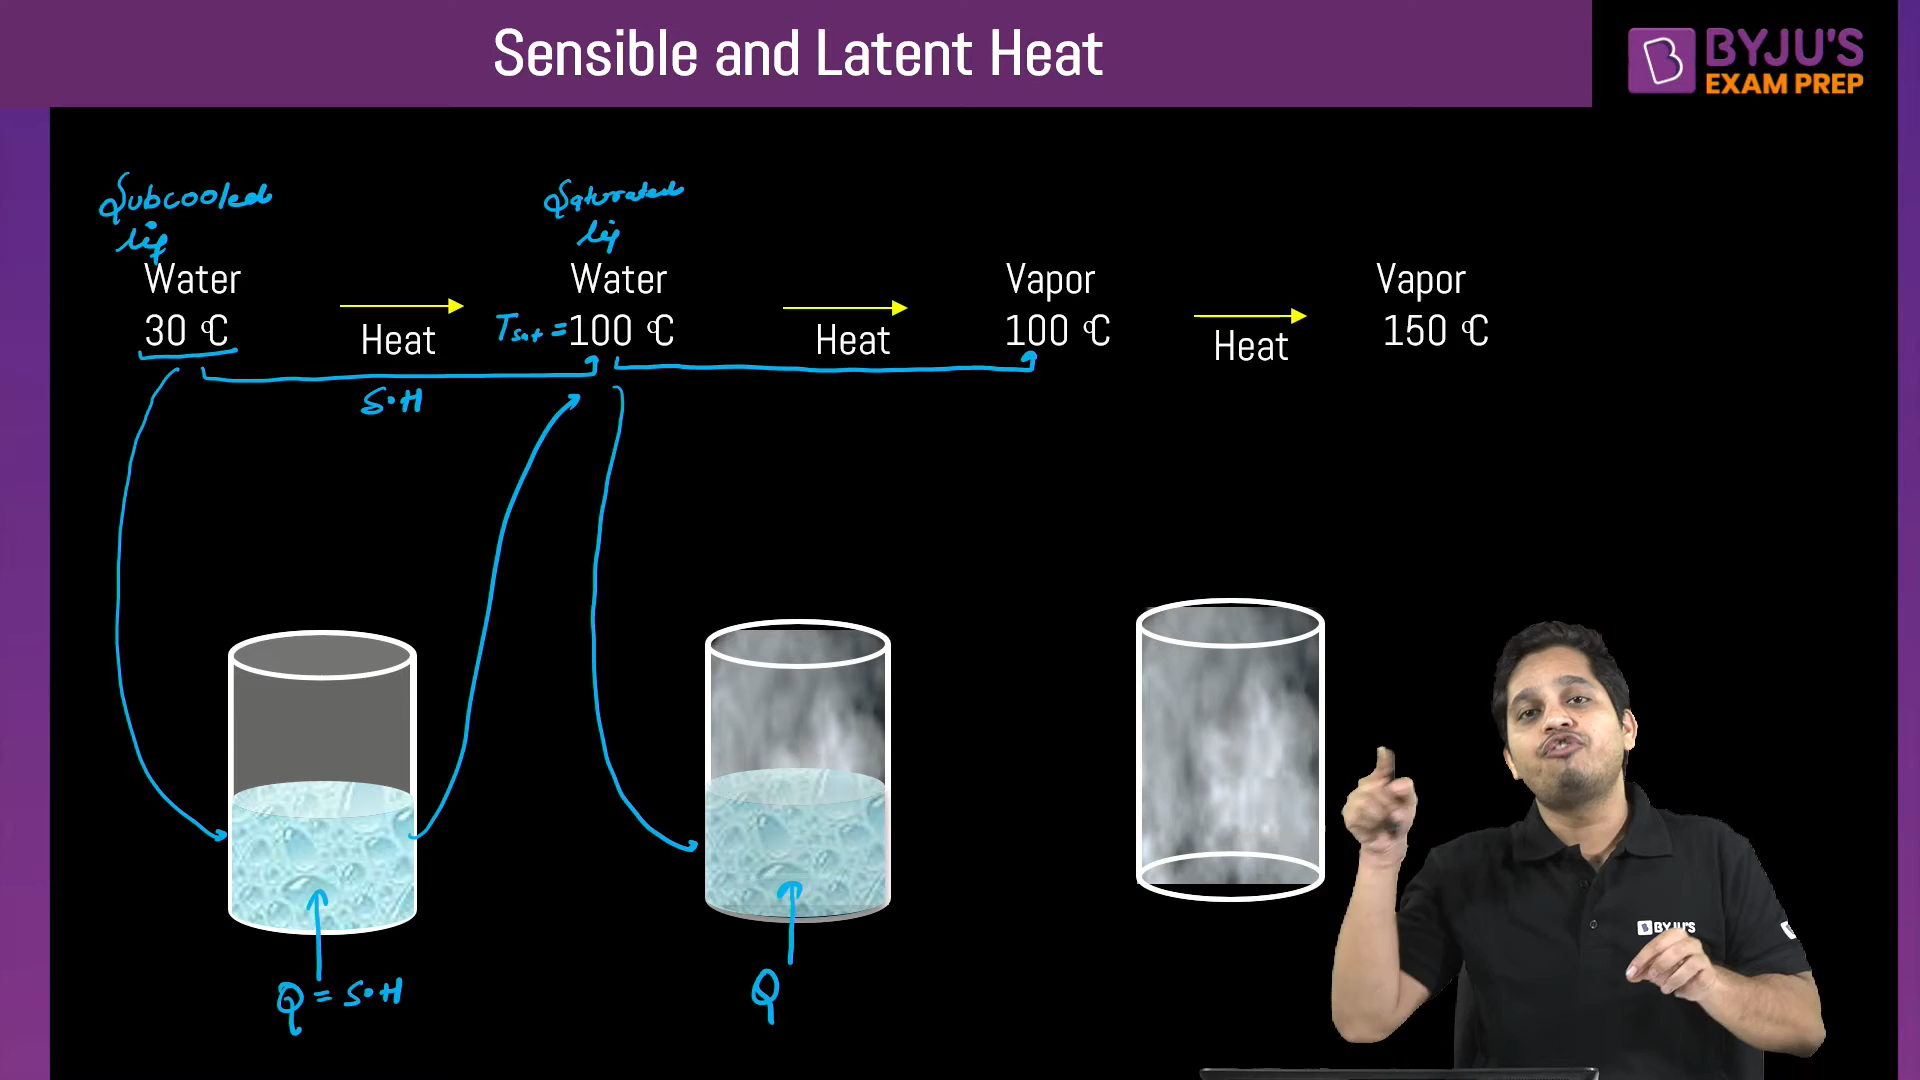 Sensible and Latent Heat
BYJU'S
EXAM PREP
Subcooled
liq
Water
30 °C
Heat
Saturated
liq
Water
Tsat = 100 °C
Heat
Vapor
100 °C
Heat
Vapor
150 °C
S.H
Q = S.H
Q
BYJU'S